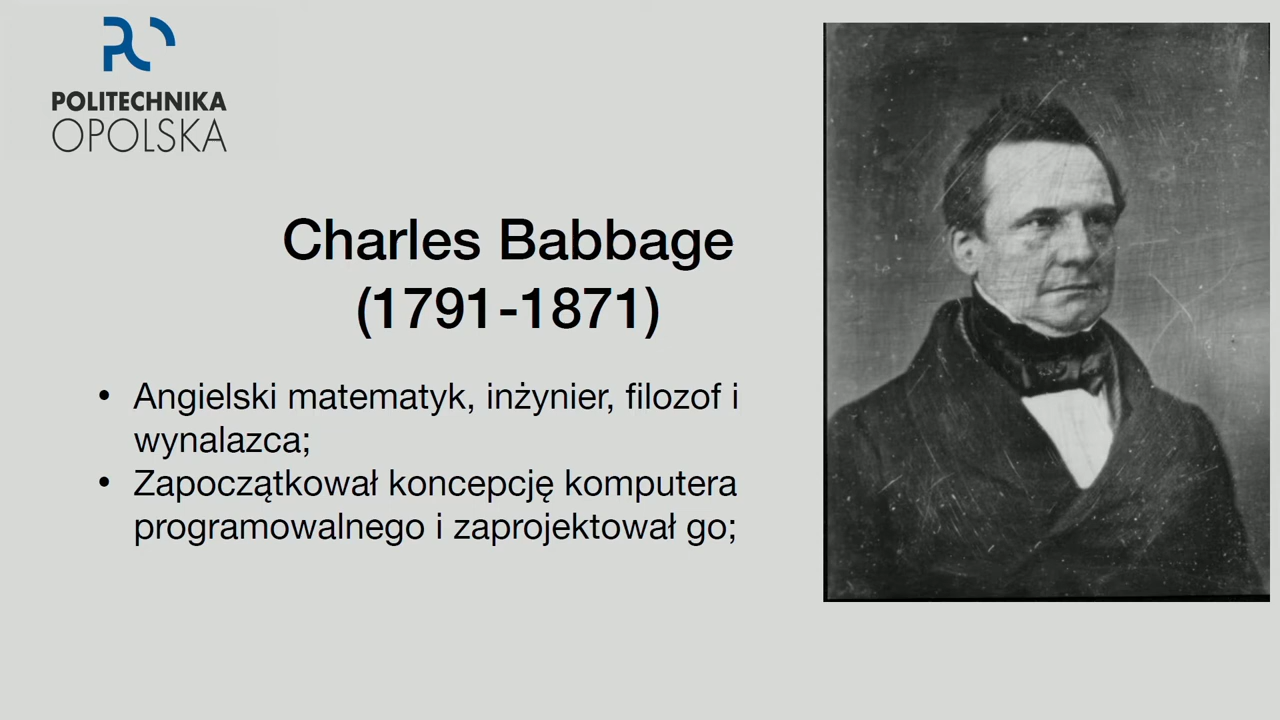 POLITECHNIKA
OPOLSKA
Charles Babbage
(1791-1871)
• Angielski matematyk, inżynier, filozof i
wynalazca;
• Zapoczątkował koncepcję komputera
programowalnego i zaprojektował go;